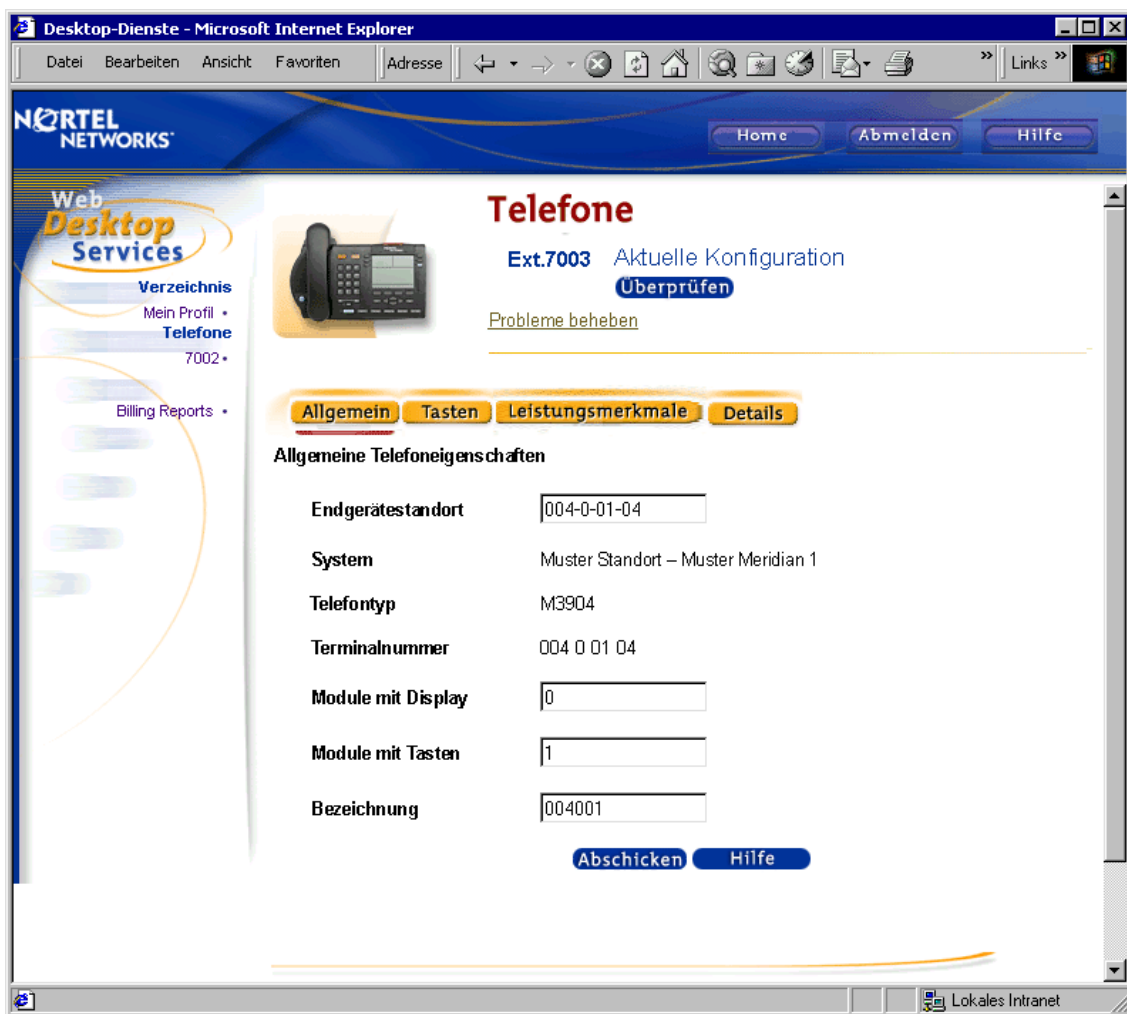 Desktop-Dienste - Microsoft Internet Explorer
Datei Bearbeiten Ansicht Favoriten Adresse » Links »
NORTEL
NETWORKS
Home Abmelden Hilfe
Web
Desktop
Services
Verzeichnis
Mein Profil •
Telefone
7002 •
Billing Reports •
Telefone
Ext.7003 Aktuelle Konfiguration
Überprüfen
Probleme beheben
Allgemein Tasten Leistungsmerkmale Details
Allgemeine Telefoneigenschaften
Endgerätestandort 004-0-01-04
System Muster Standort – Muster Meridian 1
Telefontyp M3904
Terminalnummer 004 0 01 04
Module mit Display 0
Module mit Tasten 1
Bezeichnung 004001
Abschicken Hilfe
Lokales Intranet